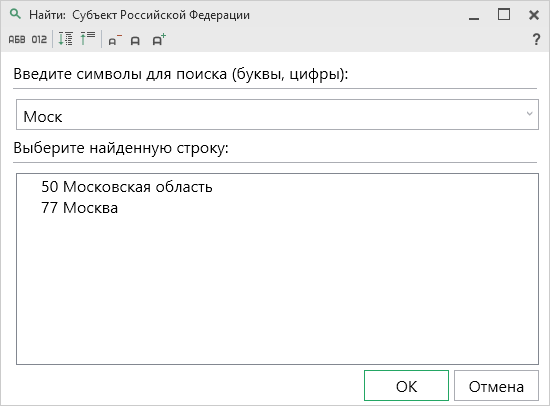 Найти: Субъект Российской Федерации
АБВ 012 А− А А+ ?
Введите символы для поиска (буквы, цифры):
Моск
Выберите найденную строку:
50 Московская область
77 Москва
OK Отмена